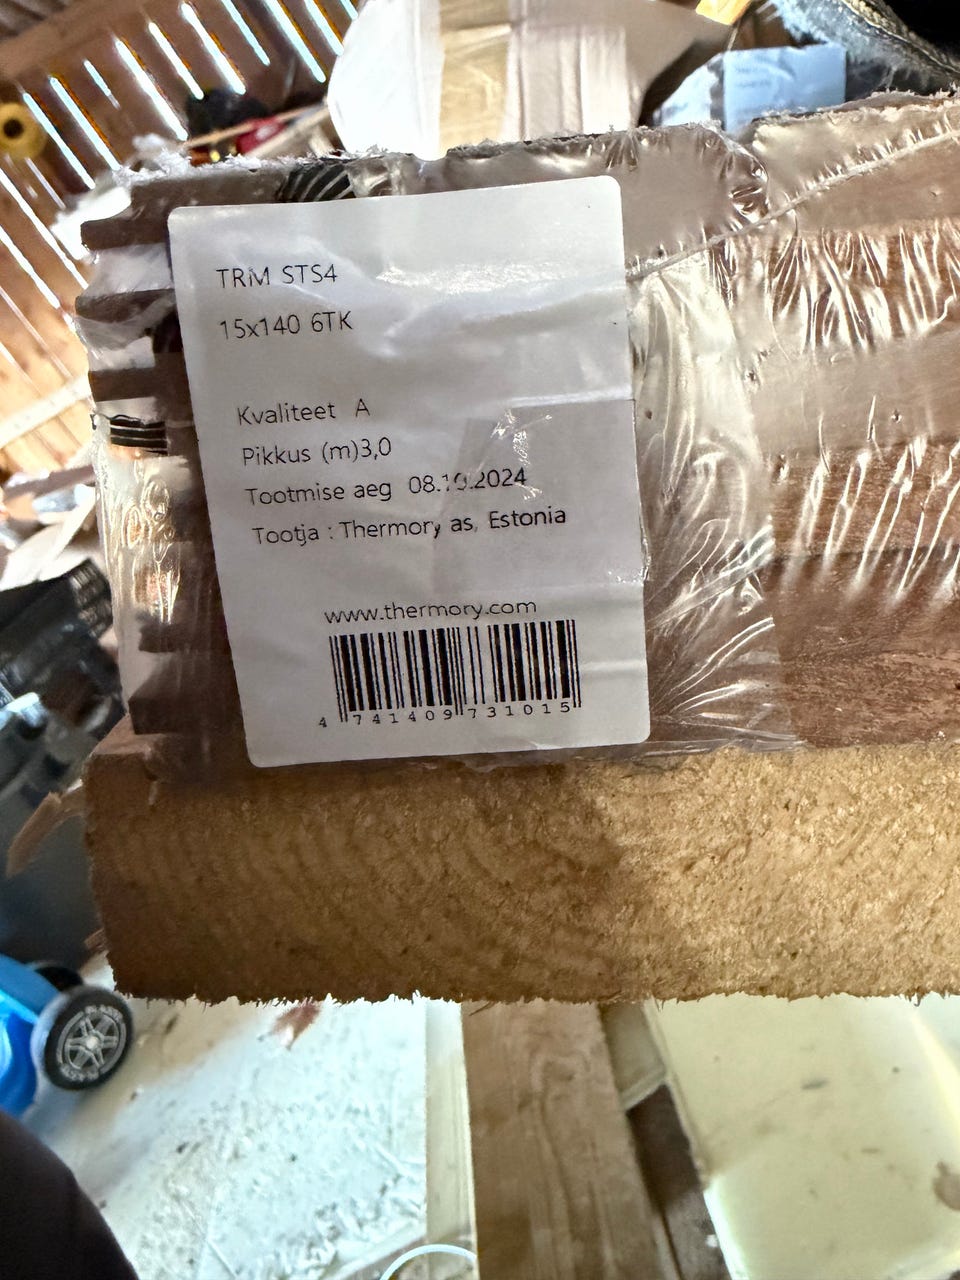 TRM STS4
15x140 6TK
Kvaliteet A
Pikkus (m)3,0
Tootmise aeg 08.10.2024
Tootja : Thermory as, Estonia
www.thermory.com
4 741409 731015